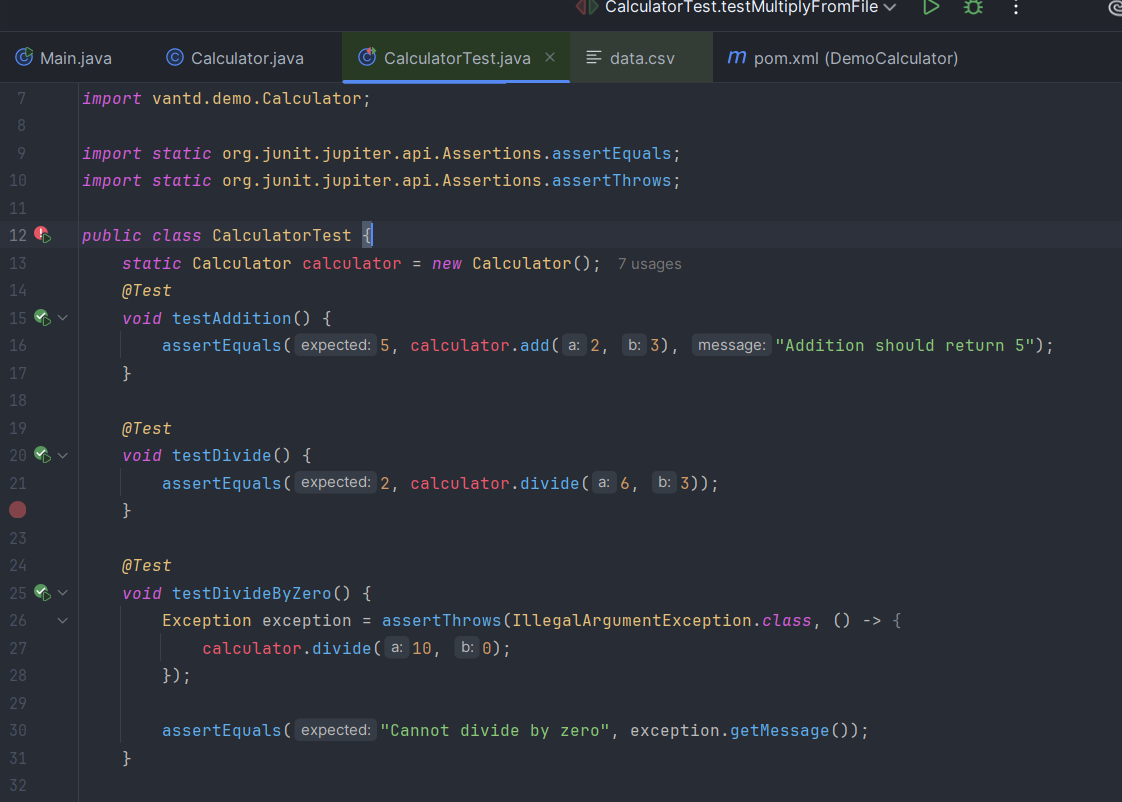 CalculatorTest.testMultiplyFromFile
Main.java Calculator.java CalculatorTest.java data.csv pom.xml (DemoCalculator)
7 import vantd.demo.Calculator;
8
9 import static org.junit.jupiter.api.Assertions.assertEquals;
10 import static org.junit.jupiter.api.Assertions.assertThrows;
11
12 public class CalculatorTest {
13 static Calculator calculator = new Calculator(); 7 usages
14 @Test
15 void testAddition() {
16 assertEquals( expected: 5, calculator.add( a: 2, b: 3), message: "Addition should return 5");
17 }
18
19 @Test
20 void testDivide() {
21 assertEquals( expected: 2, calculator.divide( a: 6, b: 3));
}
23
24 @Test
25 void testDivideByZero() {
26 Exception exception = assertThrows(IllegalArgumentException.class, () -> {
27 calculator.divide( a: 10, b: 0);
28 });
29
30 assertEquals( expected: "Cannot divide by zero", exception.getMessage());
31 }
32